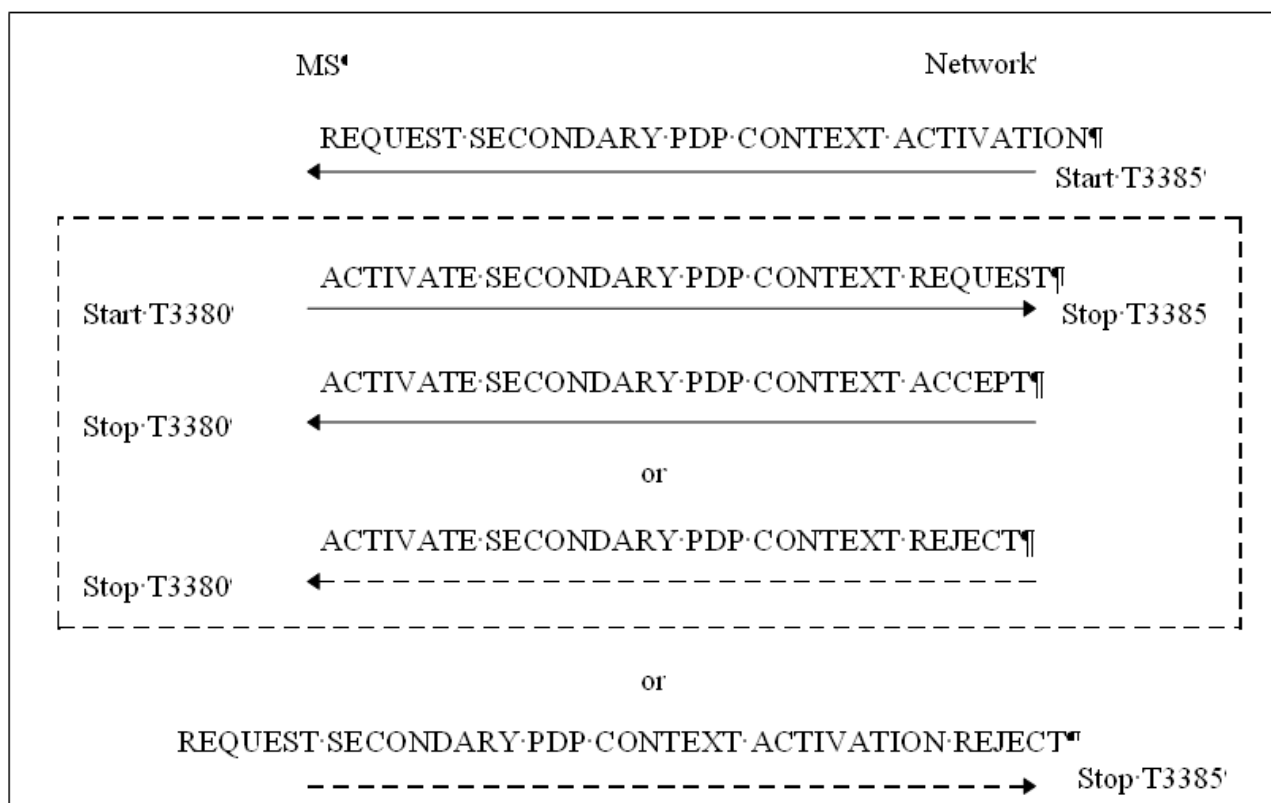 MS Network
REQUEST·SECONDARY·PDP·CONTEXT·ACTIVATION¶
Start·T3385
ACTIVATE·SECONDARY·PDP·CONTEXT·REQUEST¶
Start·T3380 Stop·T3385
ACTIVATE·SECONDARY·PDP·CONTEXT·ACCEPT¶
Stop·T3380
or
ACTIVATE·SECONDARY·PDP·CONTEXT·REJECT¶
Stop·T3380
or
REQUEST·SECONDARY·PDP·CONTEXT·ACTIVATION·REJECT¶
Stop·T3385